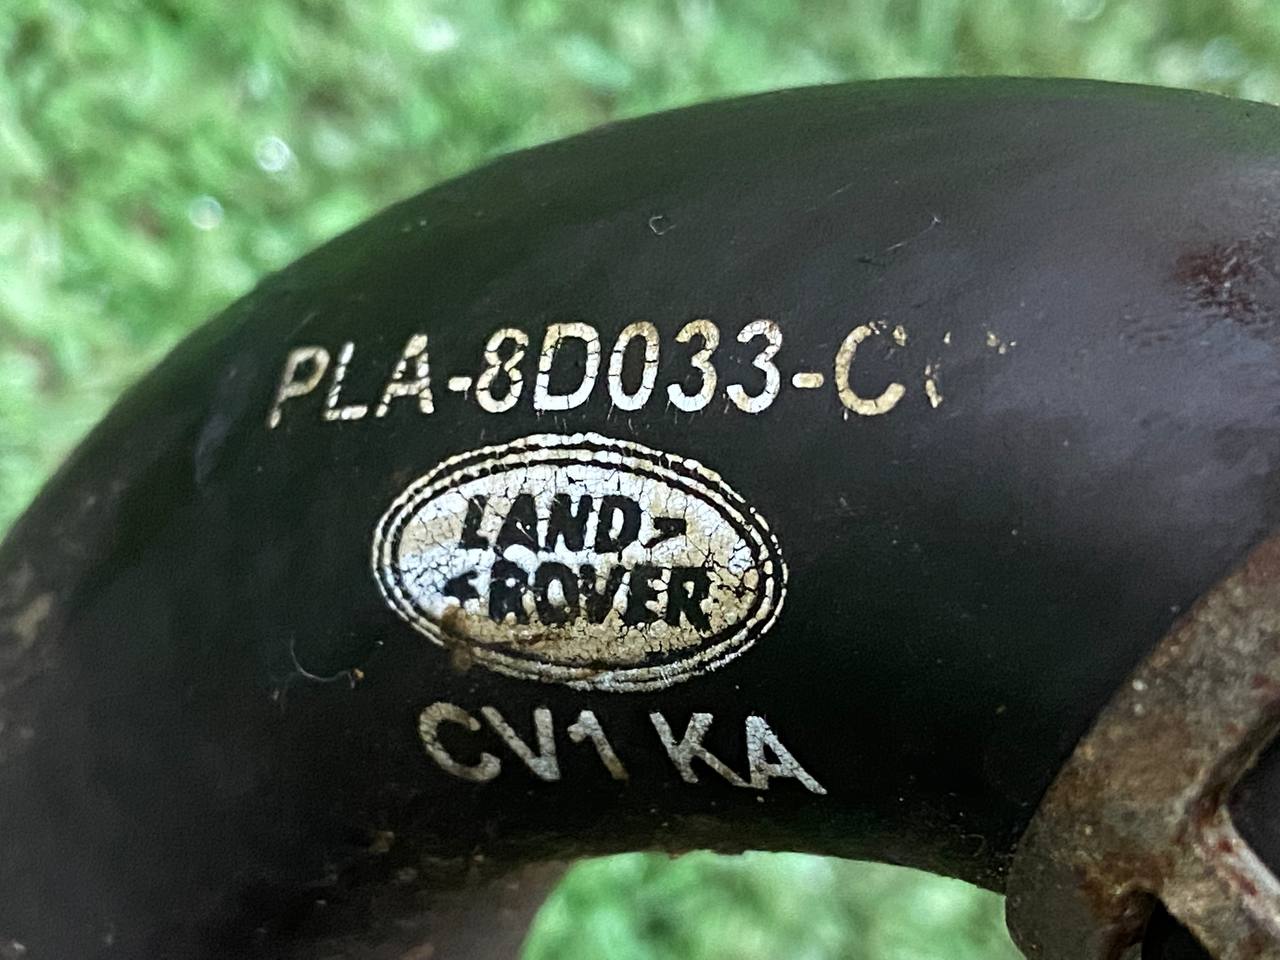 PLA-8D033-C
LAND
ROVER
CV1 KA